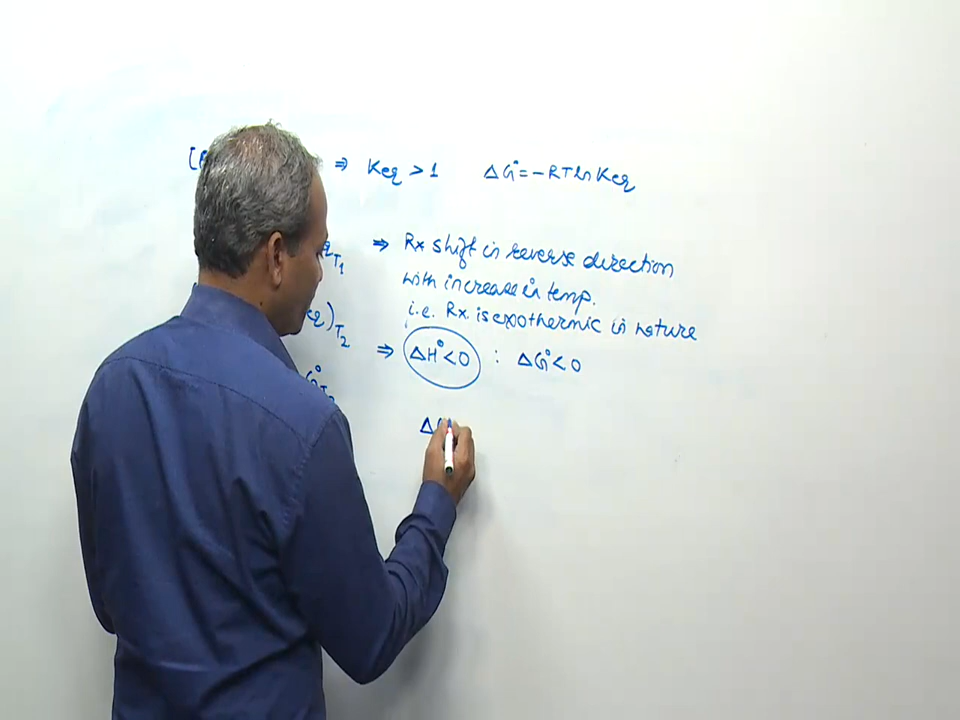 ⇒ Keq > 1 ΔG° = -RT ln Keq
T1 ⇒ Rx shift in reverse direction
with increase in temp.
i.e. Rx. is exothermic in nature
eq)T2 ⇒ ΔH° < 0 : ΔG° < 0
Δ